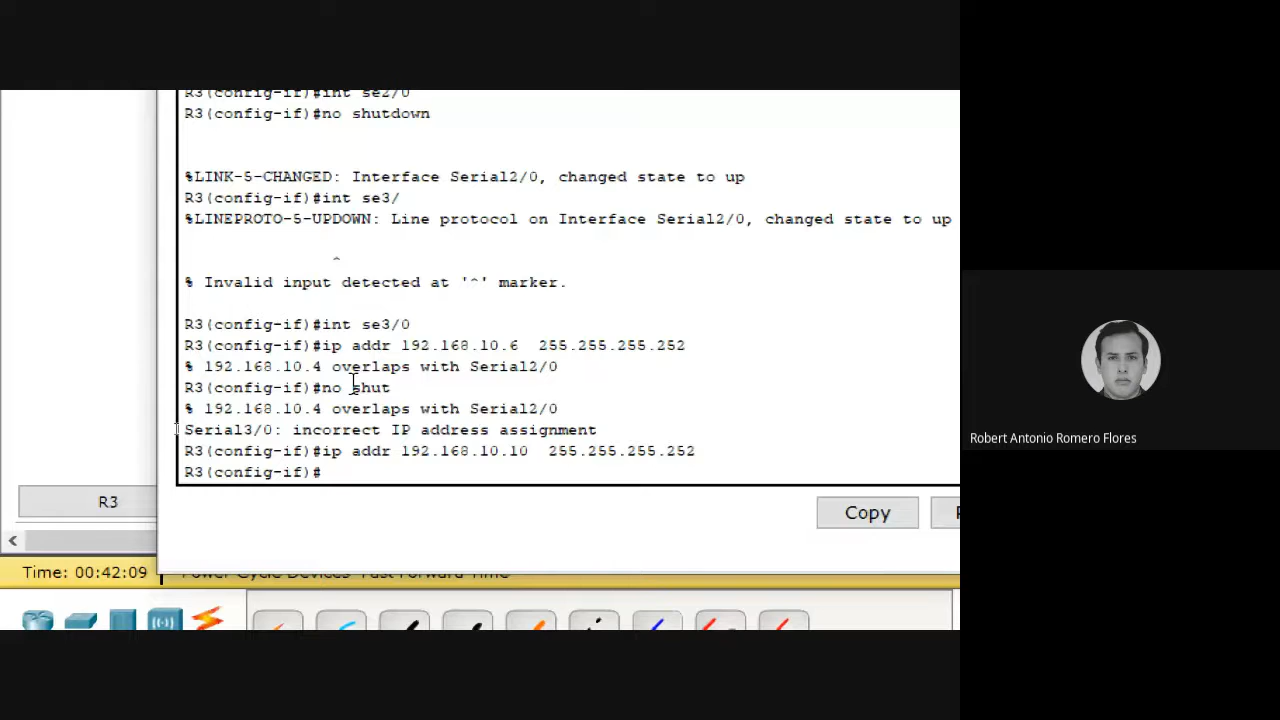 R3(config-if)#int se2/0
R3(config-if)#no shutdown
%LINK-5-CHANGED: Interface Serial2/0, changed state to up
R3(config-if)#int se3/
%LINEPROTO-5-UPDOWN: Line protocol on Interface Serial2/0, changed state to up
^
% Invalid input detected at '^' marker.
R3(config-if)#int se3/0
R3(config-if)#ip addr 192.168.10.6  255.255.255.252
% 192.168.10.4 overlaps with Serial2/0
R3(config-if)#no shut
% 192.168.10.4 overlaps with Serial2/0
Serial3/0: incorrect IP address assignment
R3(config-if)#ip addr 192.168.10.10  255.255.255.252
R3(config-if)#
R3
Copy
Time: 00:42:09
Power Cycle Devices Fast Forward Time
Robert Antonio Romero Flores